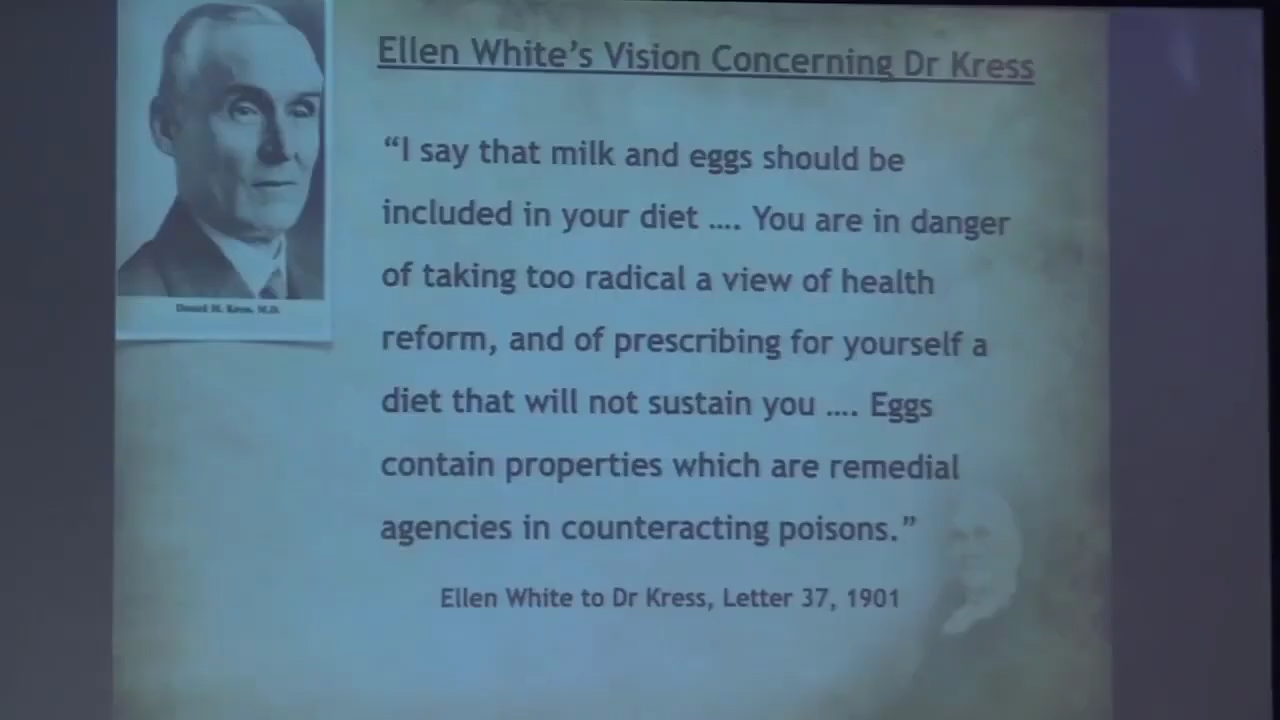 Ellen White’s Vision Concerning Dr Kress
“I say that milk and eggs should be
included in your diet .... You are in danger
of taking too radical a view of health
reform, and of prescribing for yourself a
diet that will not sustain you .... Eggs
contain properties which are remedial
agencies in counteracting poisons.”
Ellen White to Dr Kress, Letter 37, 1901
Kress, M.D.